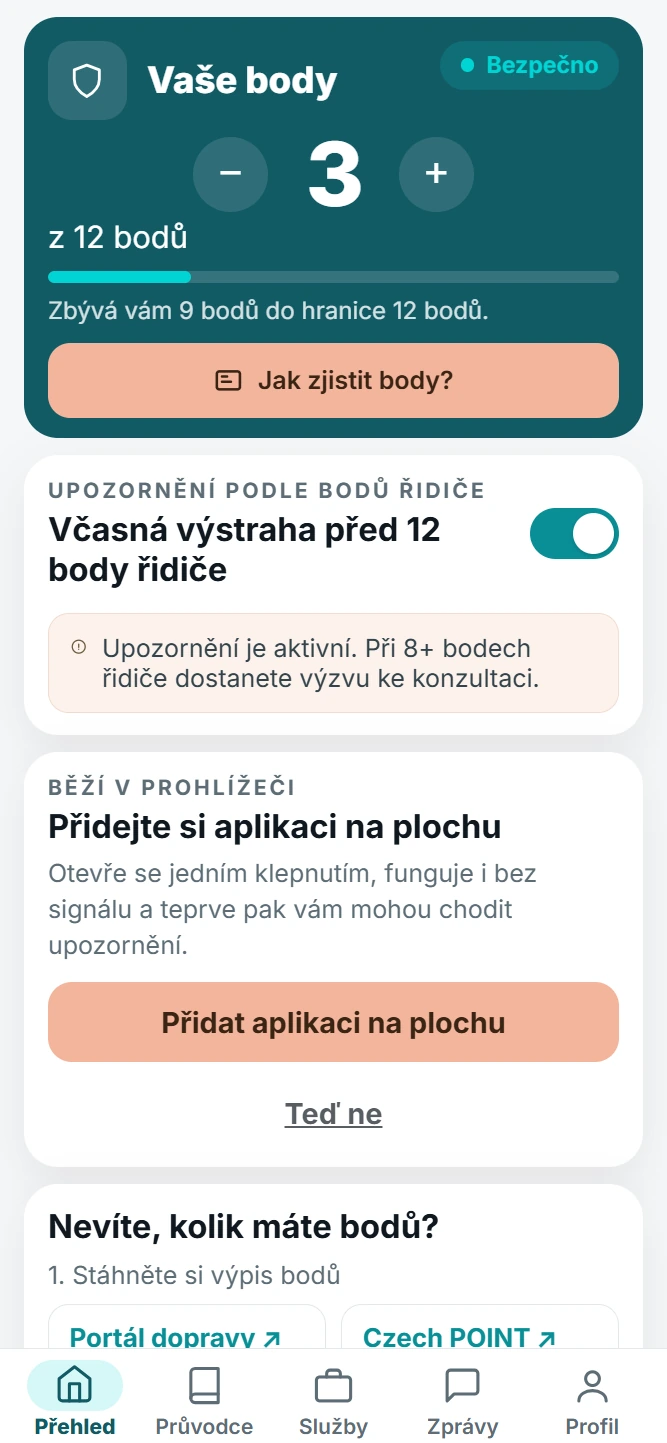 Vaše body
Bezpečno
− 3 +
z 12 bodů
Zbývá vám 9 bodů do hranice 12 bodů.
Jak zjistit body?
UPOZORNĚNÍ PODLE BODŮ ŘIDIČE
Včasná výstraha před 12
body řidiče
Upozornění je aktivní. Při 8+ bodech
řidiče dostanete výzvu ke konzultaci.
BĚŽÍ V PROHLÍŽEČI
Přidejte si aplikaci na plochu
Otevře se jedním klepnutím, funguje i bez
signálu a teprve pak vám mohou chodit
upozornění.
Přidat aplikaci na plochu
Teď ne
Nevíte, kolik máte bodů?
1. Stáhněte si výpis bodů
Portál dopravy ↗
Czech POINT ↗
Přehled
Průvodce
Služby
Zprávy
Profil